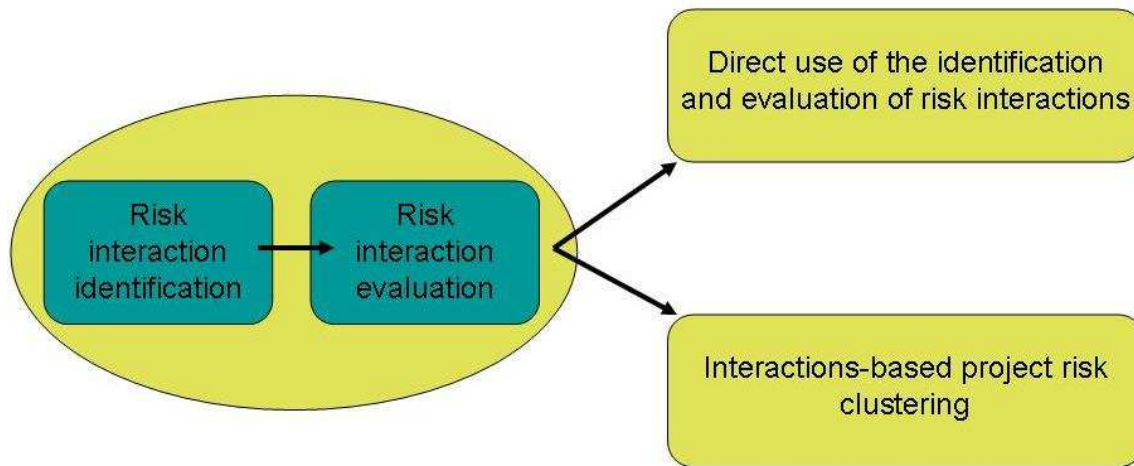 Risk
interaction
identification
Risk
interaction
evaluation
Direct use of the identification
and evaluation of risk interactions
Interactions-based project risk
clustering